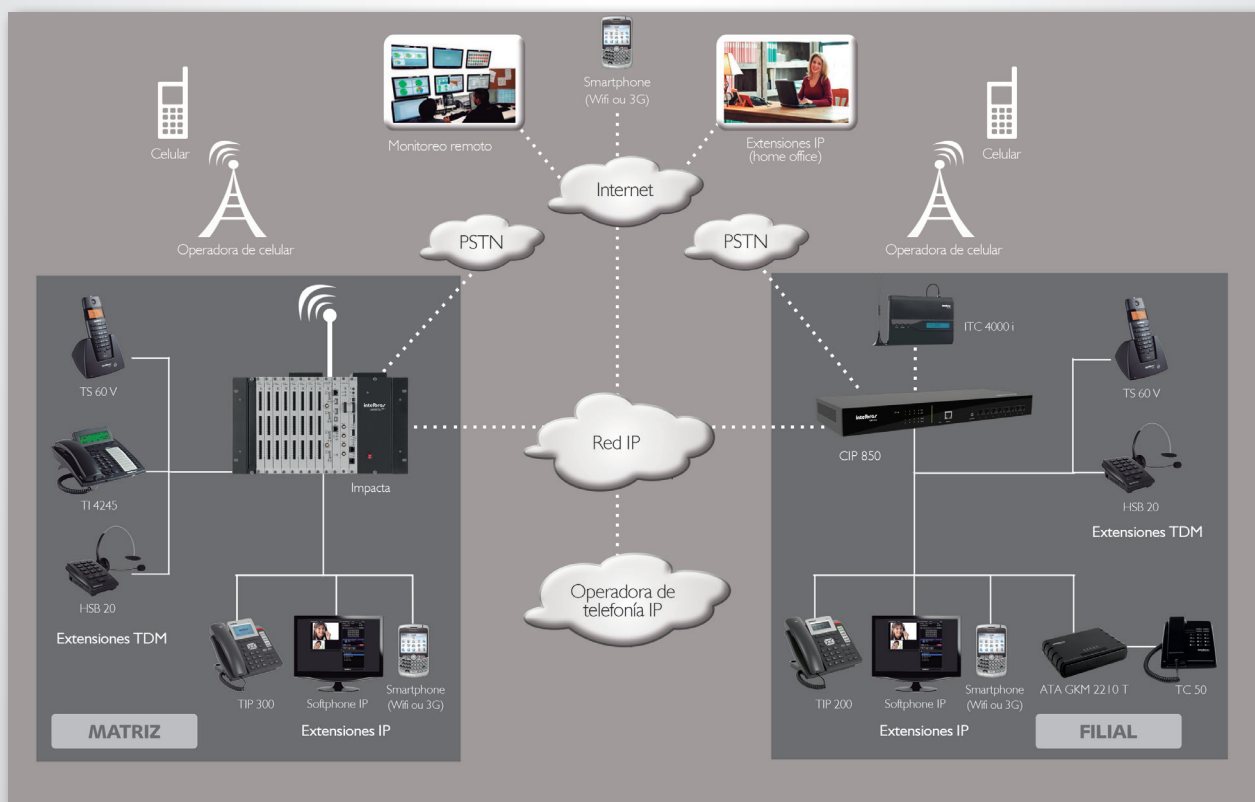 Smartphone
(Wifi ou 3G)
Monitoreo remoto
Extensiones IP
(home office)
Celular
Celular
Internet
Operadora de celular
PSTN
PSTN
Operadora de celular
ITC 4000 i
TS 60 V
TS 60 V
intelbras
intelbras
Red IP
CIP 850
Impacta
TI 4245
HSB 20
Extensiones TDM
Operadora de
telefonía IP
HSB 20
Extensiones TDM
TIP 300
Softphone IP
Smartphone
(Wifi ou 3G)
Extensiones IP
MATRIZ
TIP 200
Softphone IP
Smartphone
(Wifi ou 3G)
ATA GKM 2210 T
TC 50
Extensiones IP
FILIAL